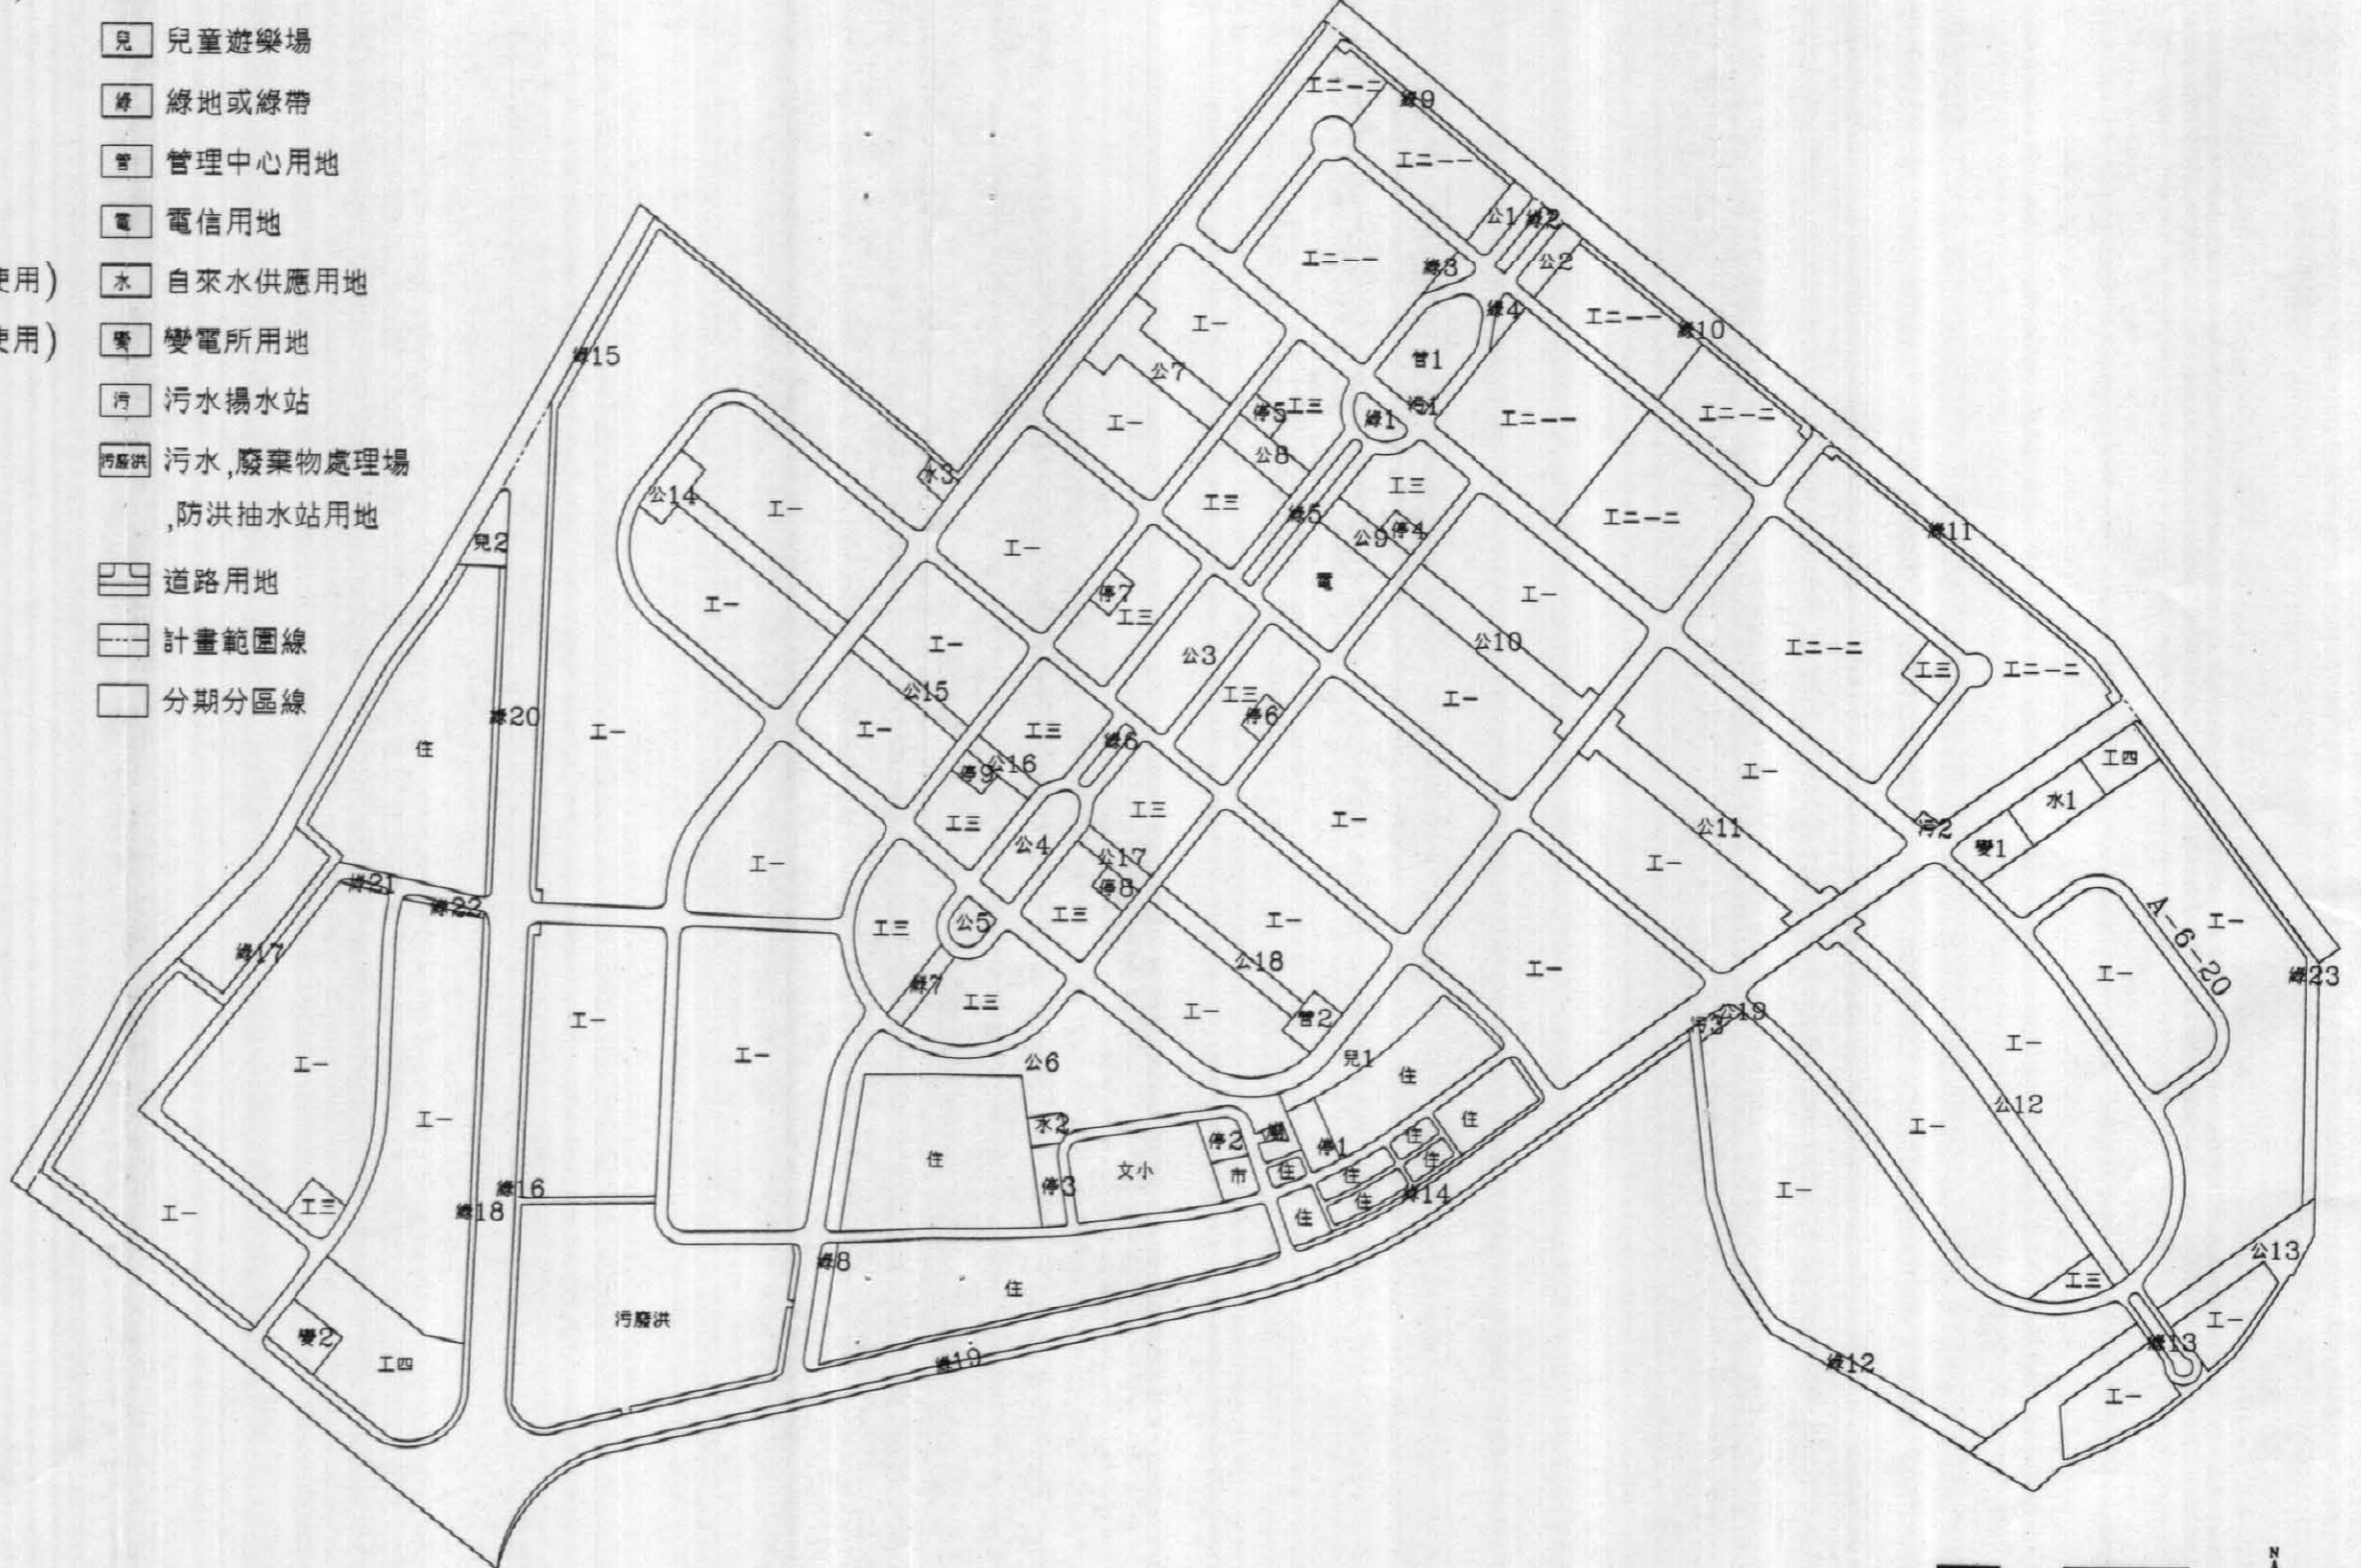 兒 兒童遊樂場
綠 綠地或綠帶
管 管理中心用地
電 電信用地
使用) 水 自來水供應用地
使用) 變 變電所用地
污 污水揚水站
污廢洪 污水,廢棄物處理場
,防洪抽水站用地
道路用地
計畫範圍線
分期分區線
工二-二
綠9
工二-一
公1
綠2
工二-一
綠3
公2
綠4
工二-一
綠10
綠15
工一
管1
公7
停5
工三
綠1
污1
工二-一
工二-二
工一
公8
水3
公14
工一
工三
綠5
工三
公9
停4
工二-二
綠11
兒2
工一
電
停7
工三
工一
工一
工一
公3
公10
工二-二
工三
工二-二
公15
工三
停6
工一
綠20
住
工一
工一
工三
綠6
公16
停9
工一
工四
水1
工三
工三
工一
公11
污2
變1
公4
公17
工一
工一
綠21
停8
綠22
工三
公5
工三
工一
A-6-20
工一
綠17
公18
工一
工一
綠23
綠7
工三
工一
管2
公19
污3
工一
工一
工一
公6
兒1
住
工一
工一
水2
停2
停1
住
住
公12
工一
住
文小
市
住
住
住
綠16
停3
住
綠14
工一
工一
工三
綠18
住
綠8
公13
工三
住
污廢洪
變2
工四
綠19
綠12
綠13
工一
工一
N